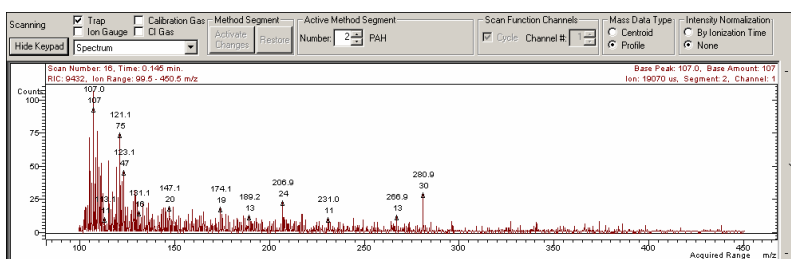 Scanning
Trap
Calibration Gas
Ion Gauge
CI Gas
Hide Keypad
Spectrum
Method Segment
Activate
Changes
Restore
Active Method Segment
Number: 2 PAH
Scan Function Channels
Cycle Channel #: 1
Mass Data Type
Centroid
Profile
Intensity Normalization
By Ionization Time
None
Scan Number: 16, Time: 0.145 min.
RIC: 9432, Ion Range: 99.5 - 450.5 m/z
Base Peak: 107.0, Base Amount: 107
Ion: 19070 us, Segment: 2, Channel: 1
Counts
100
75
50
25
0
107.0
107
121.1
75
123.1
47
131.1
147.1
20
174.1
19
189.2
13
206.9
24
231.0
11
266.9
13
280.9
30
100 150 200 250 300 350 400 450
Acquired Range m/z